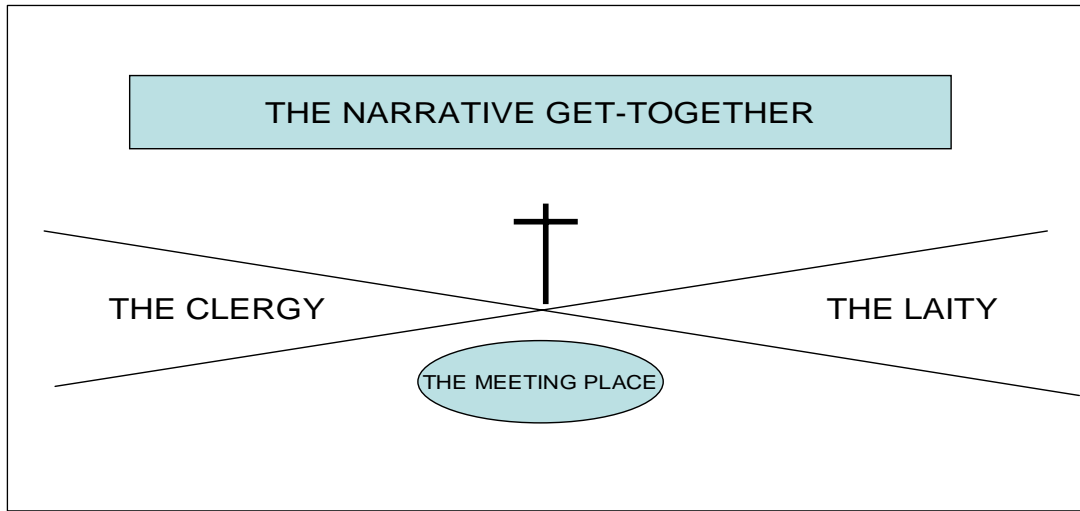 THE NARRATIVE GET-TOGETHER
THE CLERGY
THE LAITY
THE MEETING PLACE